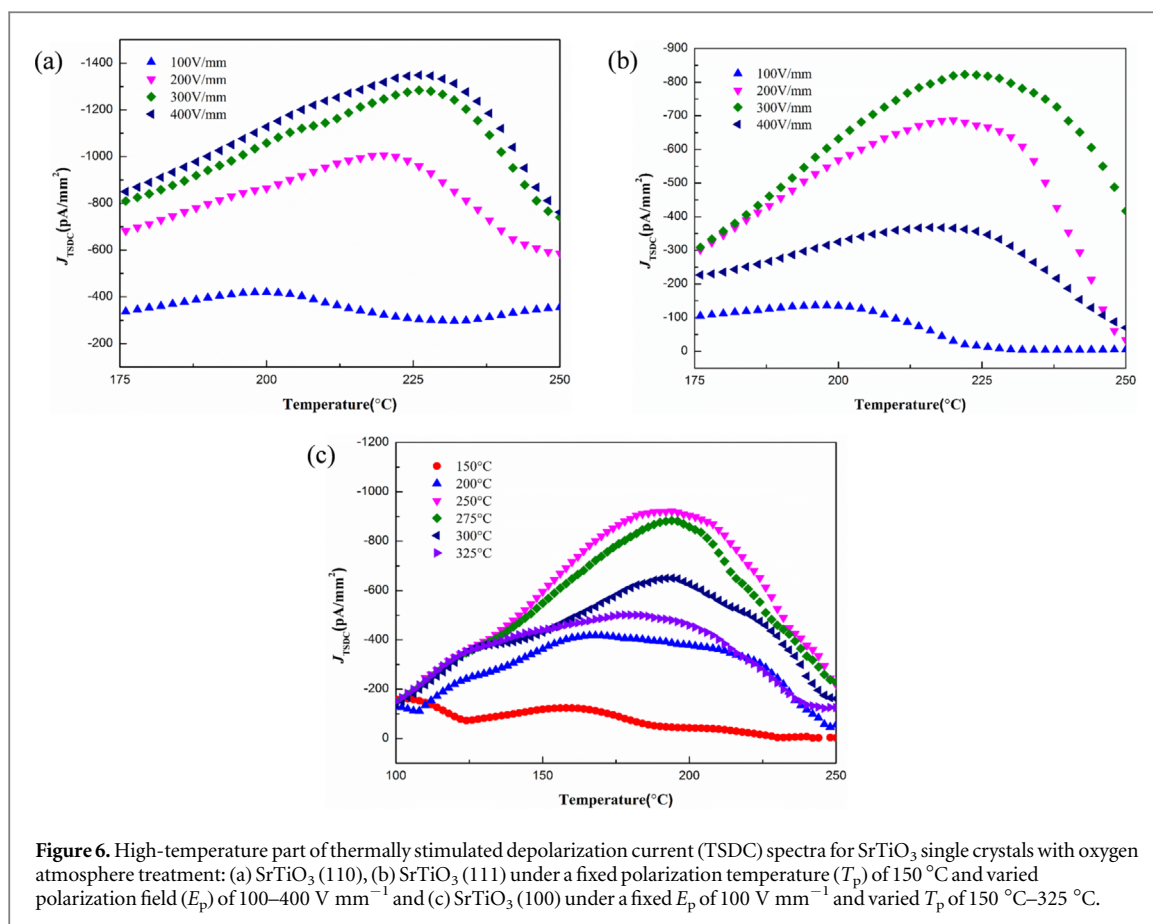 (a)
100V/mm
200V/mm
300V/mm
400V/mm
-1400
-1200
-1000
-800
-600
-400
-200
J_TSDC(pA/mm²)
175
200
225
250
Temperature(°C)
(b)
100V/mm
200V/mm
300V/mm
400V/mm
-900
-800
-700
-600
-500
-400
-300
-200
-100
0
J_TSDC(pA/mm²)
175
200
225
250
Temperature(°C)
(c)
150°C
200°C
250°C
275°C
300°C
325°C
-1200
-1000
-800
-600
-400
-200
0
J_TSDC(pA/mm²)
100
150
200
250
Temperature(°C)
Figure 6. High-temperature part of thermally stimulated depolarization current (TSDC) spectra for SrTiO₃ single crystals with oxygen
atmosphere treatment: (a) SrTiO₃ (110), (b) SrTiO₃ (111) under a fixed polarization temperature (Tₚ) of 150 °C and varied
polarization field (Eₚ) of 100–400 V mm⁻¹ and (c) SrTiO₃ (100) under a fixed Eₚ of 100 V mm⁻¹ and varied Tₚ of 150 °C–325 °C.